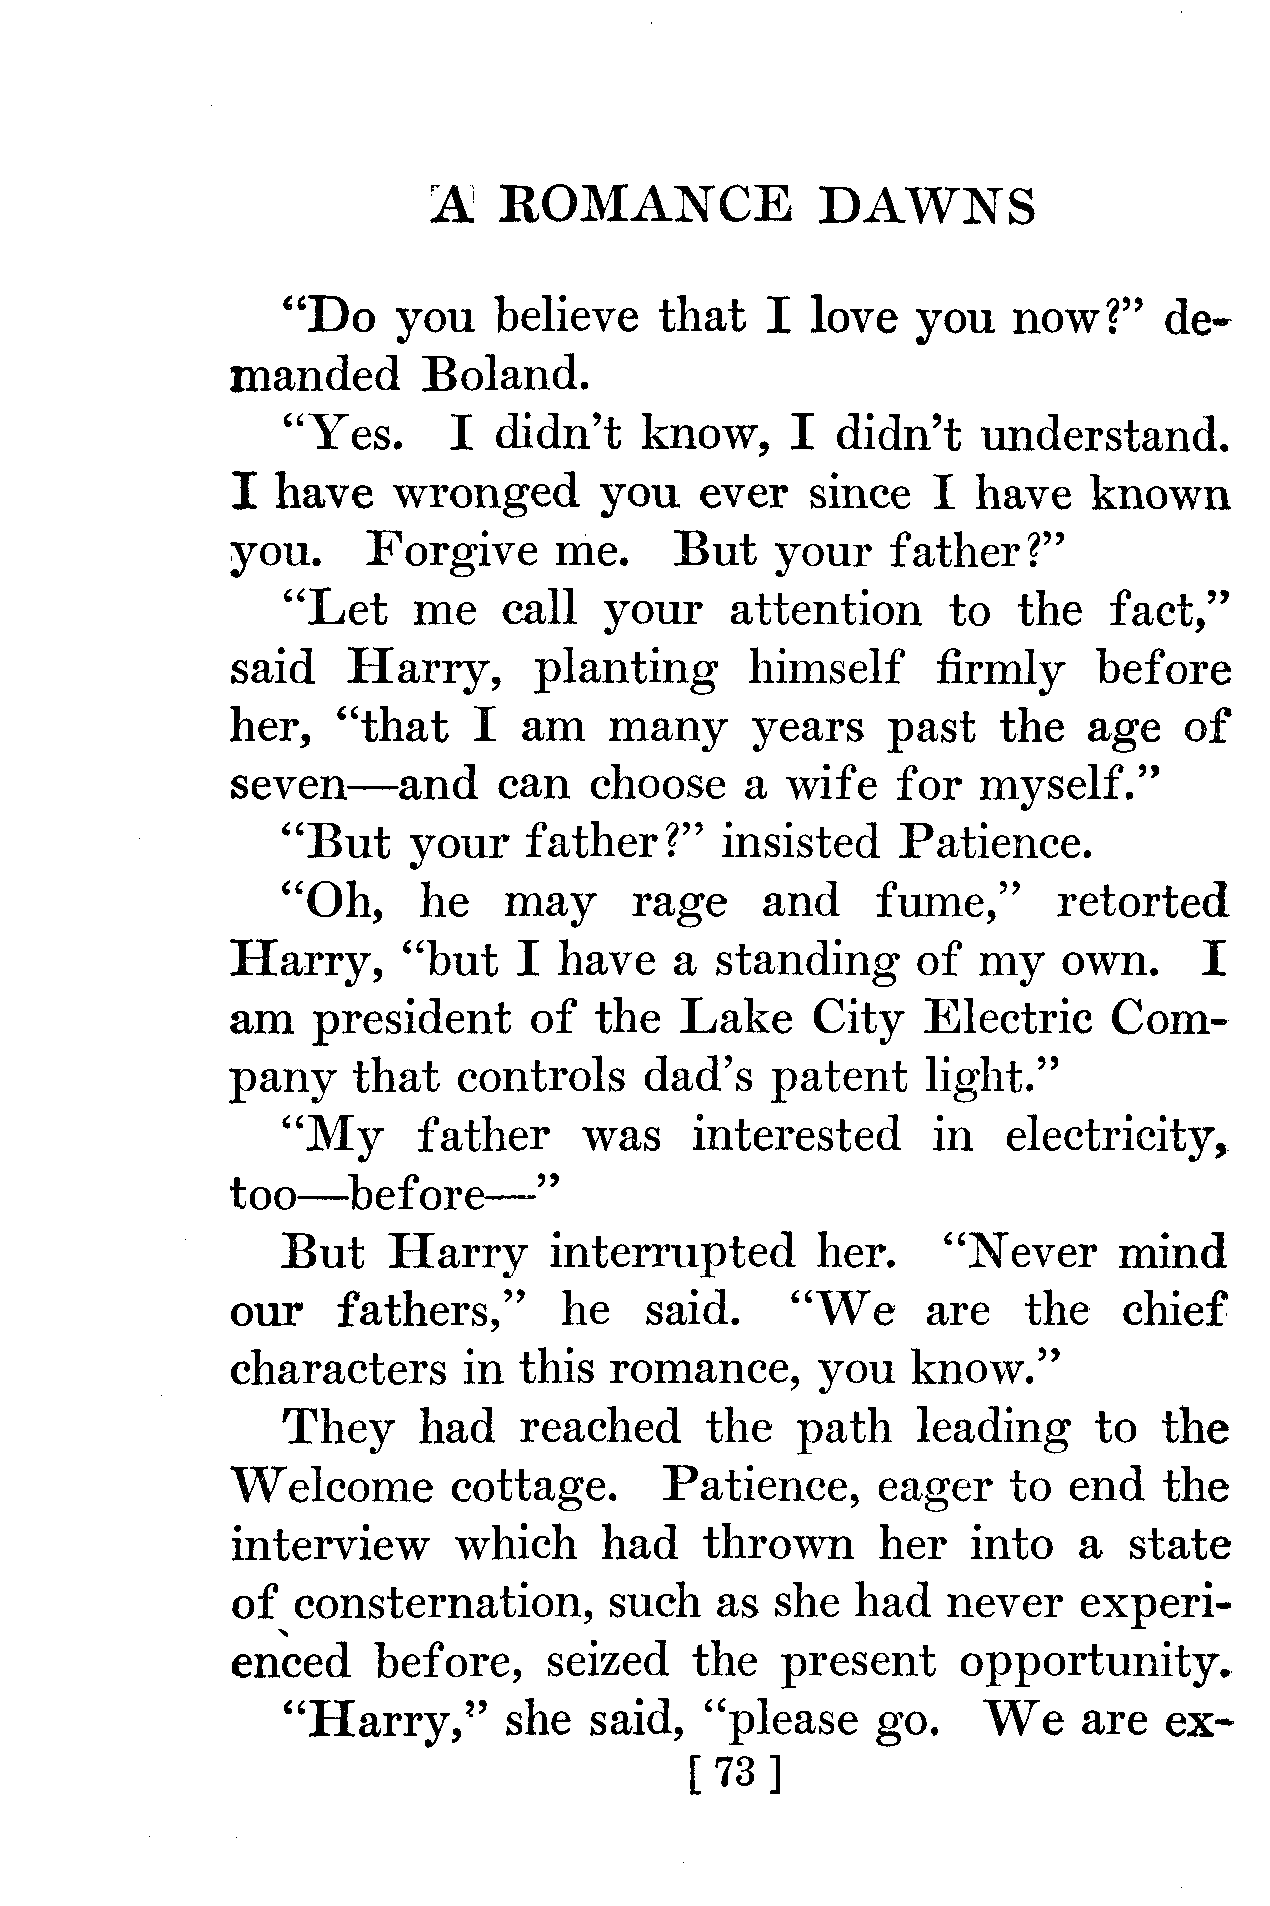 A ROMANCE DAWNS
“Do you believe that I love you now?” de-
manded Boland.
“Yes. I didn’t know, I didn’t understand.
I have wronged you ever since I have known
you. Forgive me. But your father?”
“Let me call your attention to the fact,”
said Harry, planting himself firmly before
her, “that I am many years past the age of
seven—and can choose a wife for myself.”
“But your father?” insisted Patience.
“Oh, he may rage and fume,” retorted
Harry, “but I have a standing of my own. I
am president of the Lake City Electric Com-
pany that controls dad’s patent light.”
“My father was interested in electricity,
too—before—”
But Harry interrupted her. “Never mind
our fathers,” he said. “We are the chief
characters in this romance, you know.”
They had reached the path leading to the
Welcome cottage. Patience, eager to end the
interview which had thrown her into a state
of consternation, such as she had never experi-
enced before, seized the present opportunity.
“Harry,” she said, “please go. We are ex-
[ 73 ]